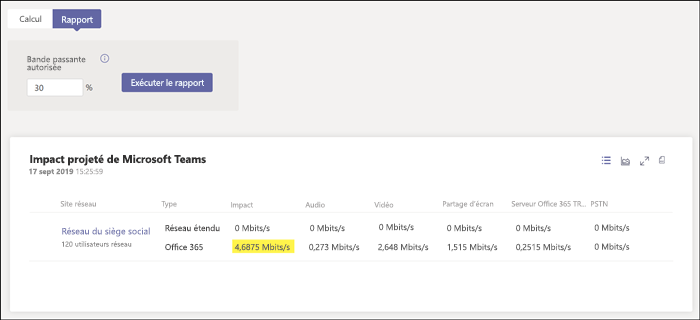 Calcul Rapport
Bande passante
autorisée
30 % Exécuter le rapport
Impact projeté de Microsoft Teams
17 sept 2019 15:25:59
Site réseau Type Impact Audio Vidéo Partage d'écran Serveur Office 365 TR... PSTN
Réseau du siège social Réseau étendu 0 Mbits/s 0 Mbits/s 0 Mbits/s 0 Mbits/s 0 Mbits/s 0 Mbits/s
120 utilisateurs réseau Office 365 4,6875 Mbits/s 0,273 Mbits/s 2,648 Mbits/s 1,515 Mbits/s 0,2515 Mbits/s 0 Mbits/s